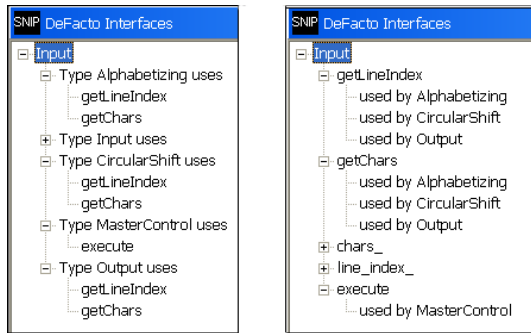 SNIP DeFacto Interfaces
Input
Type Alphabetizing uses
getLineIndex
getChars
Type Input uses
Type CircularShift uses
getLineIndex
getChars
Type MasterControl uses
execute
Type Output uses
getLineIndex
getChars
SNIP DeFacto Interfaces
Input
getLineIndex
used by Alphabetizing
used by CircularShift
used by Output
getChars
used by Alphabetizing
used by CircularShift
used by Output
chars_
line_index_
execute
used by MasterControl